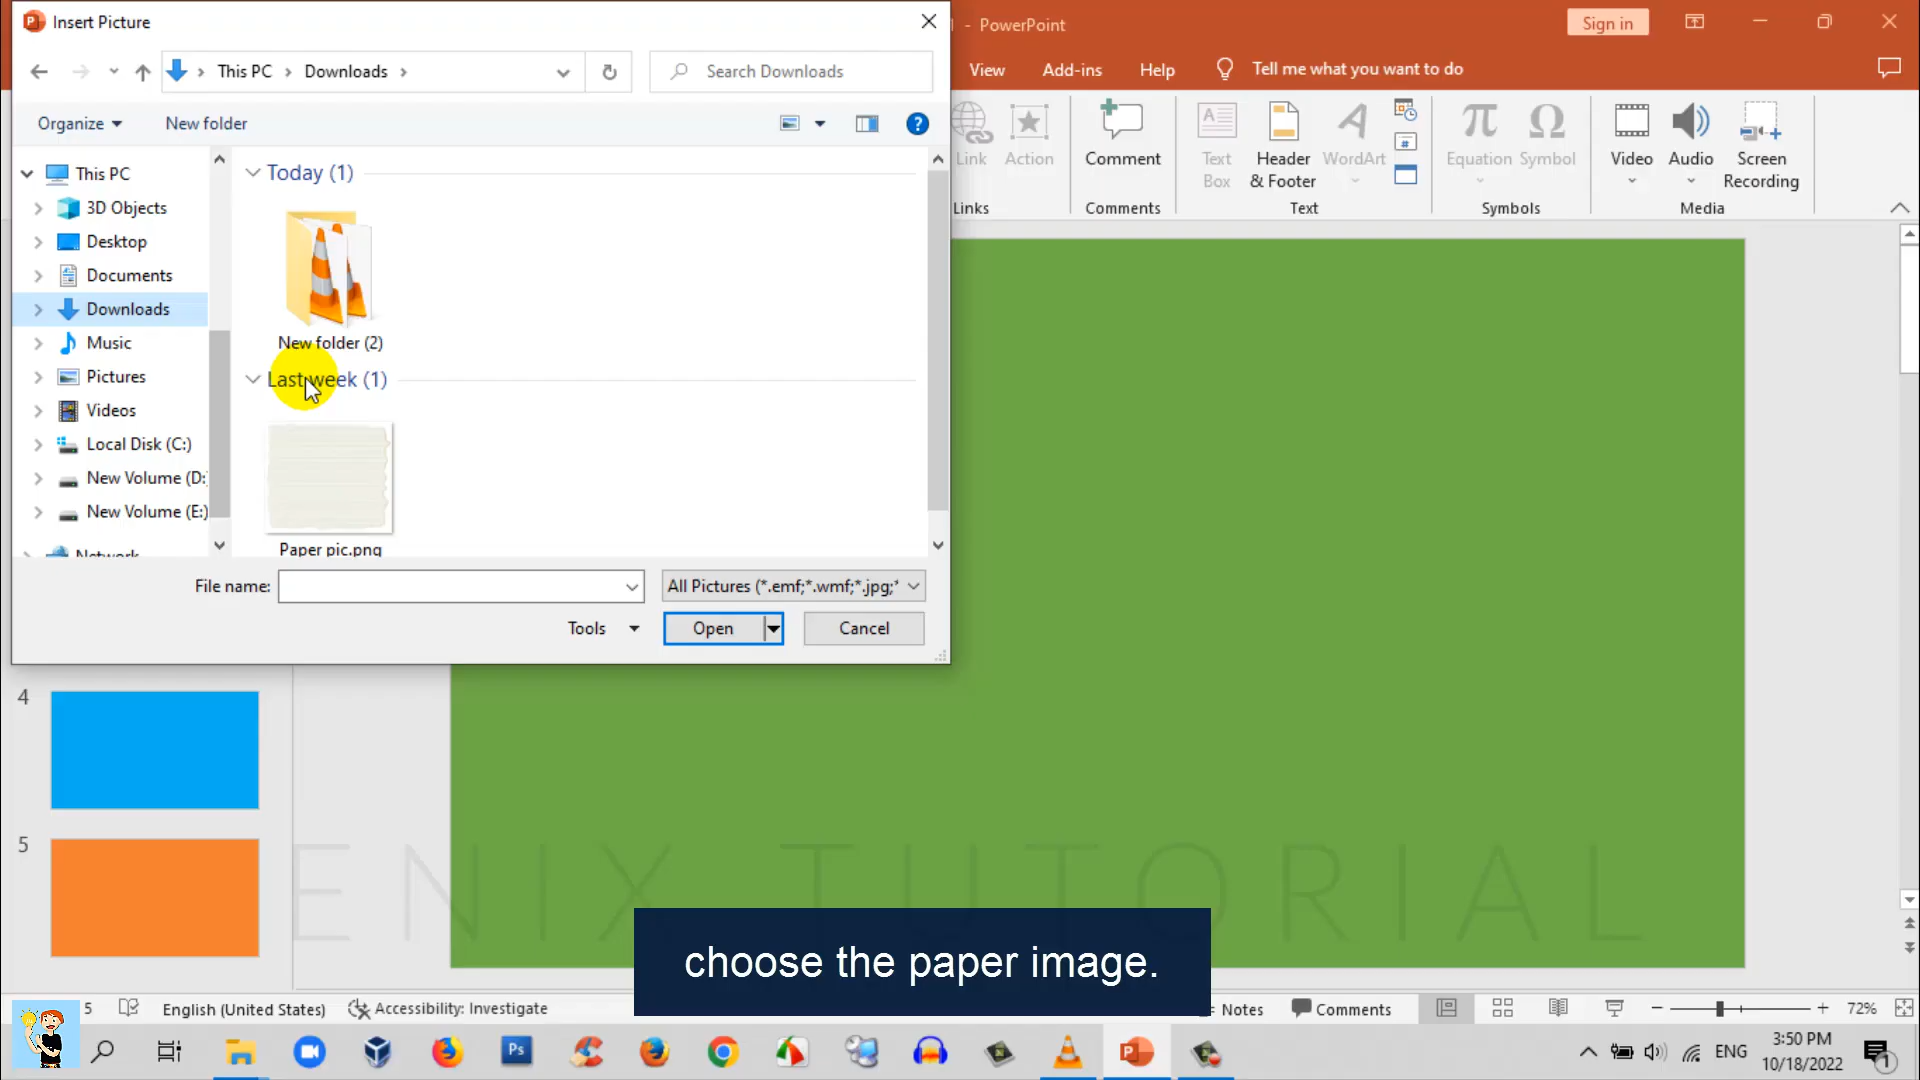 Insert Picture
- PowerPoint
Sign in
This PC > Downloads >
Search Downloads
View
Add-ins
Help
Tell me what you want to do
Organize
New folder
Link
Action
Comment
Text Box
Header & Footer
WordArt
Equation
Symbol
Video
Audio
Screen Recording
Links
Comments
Text
Symbols
Media
This PC
3D Objects
Desktop
Documents
Downloads
Music
Pictures
Videos
Local Disk (C:)
New Volume (D:
New Volume (E:)
Network
Today (1)
New folder (2)
Last week (1)
Paper pic.png
File name:
All Pictures (*.emf;*.wmf;*.jpg;*
Tools
Open
Cancel
4
5
ENIX TUTORIAL
choose the paper image.
5
English (United States)
Accessibility: Investigate
Notes
Comments
72%
Ps
ENG
3:50 PM
10/18/2022
1